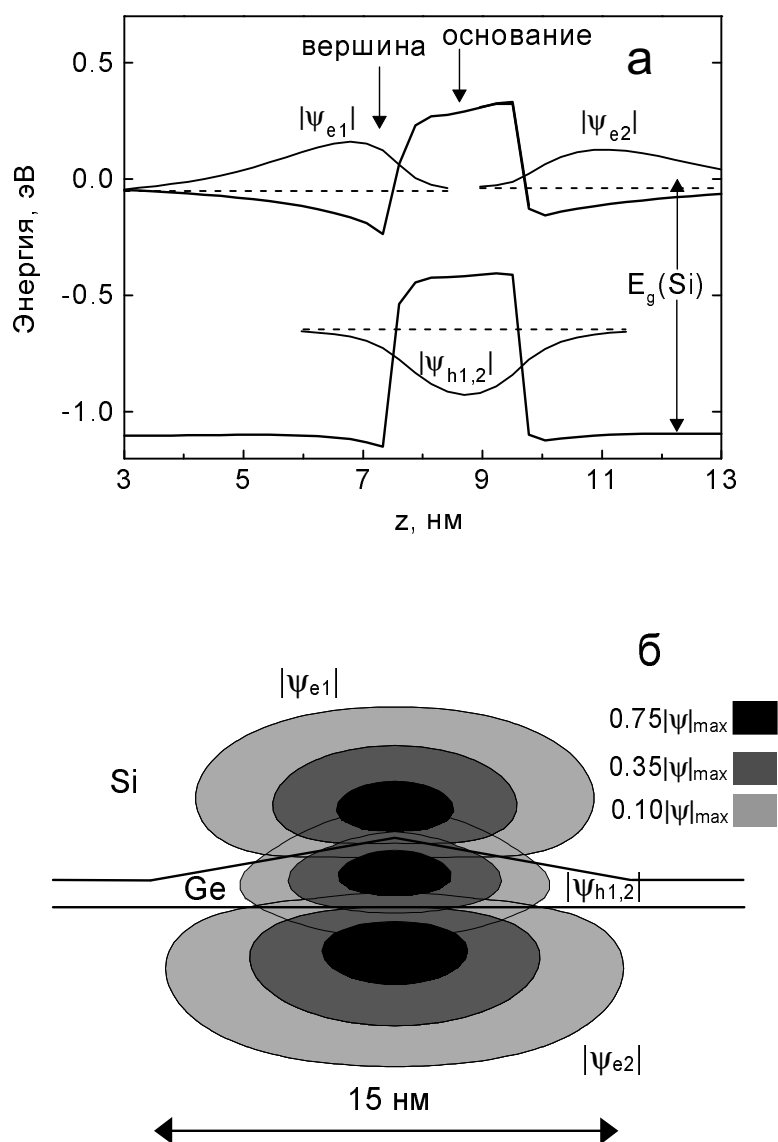 а
вершина
основание
|ψe1|
|ψe2|
Энергия, эВ
0.5
0.0
-0.5
-1.0
Eg(Si)
|ψh1,2|
3 5 7 9 11 13
z, нм
б
|ψe1|
0.75|ψ|max
0.35|ψ|max
0.10|ψ|max
Si
Ge
|ψh1,2|
|ψe2|
15 нм